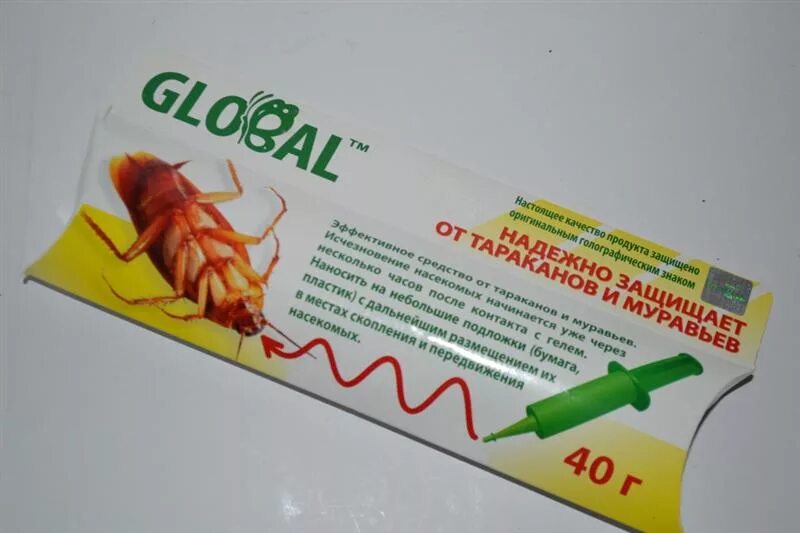 GLOBAL™
Настоящее качество продукта защищено
оригинальным голографическим знаком
НАДЕЖНО ЗАЩИЩАЕТ
ОТ ТАРАКАНОВ И МУРАВЬЕВ
Эффективное средство от тараканов и муравьев.
Исчезновение насекомых начинается уже через
несколько часов после контакта с гелем.
Наносить на небольшие подложки (бумага,
пластик) с дальнейшим размещением их
в местах скопления и передвижения
насекомых.
40 г